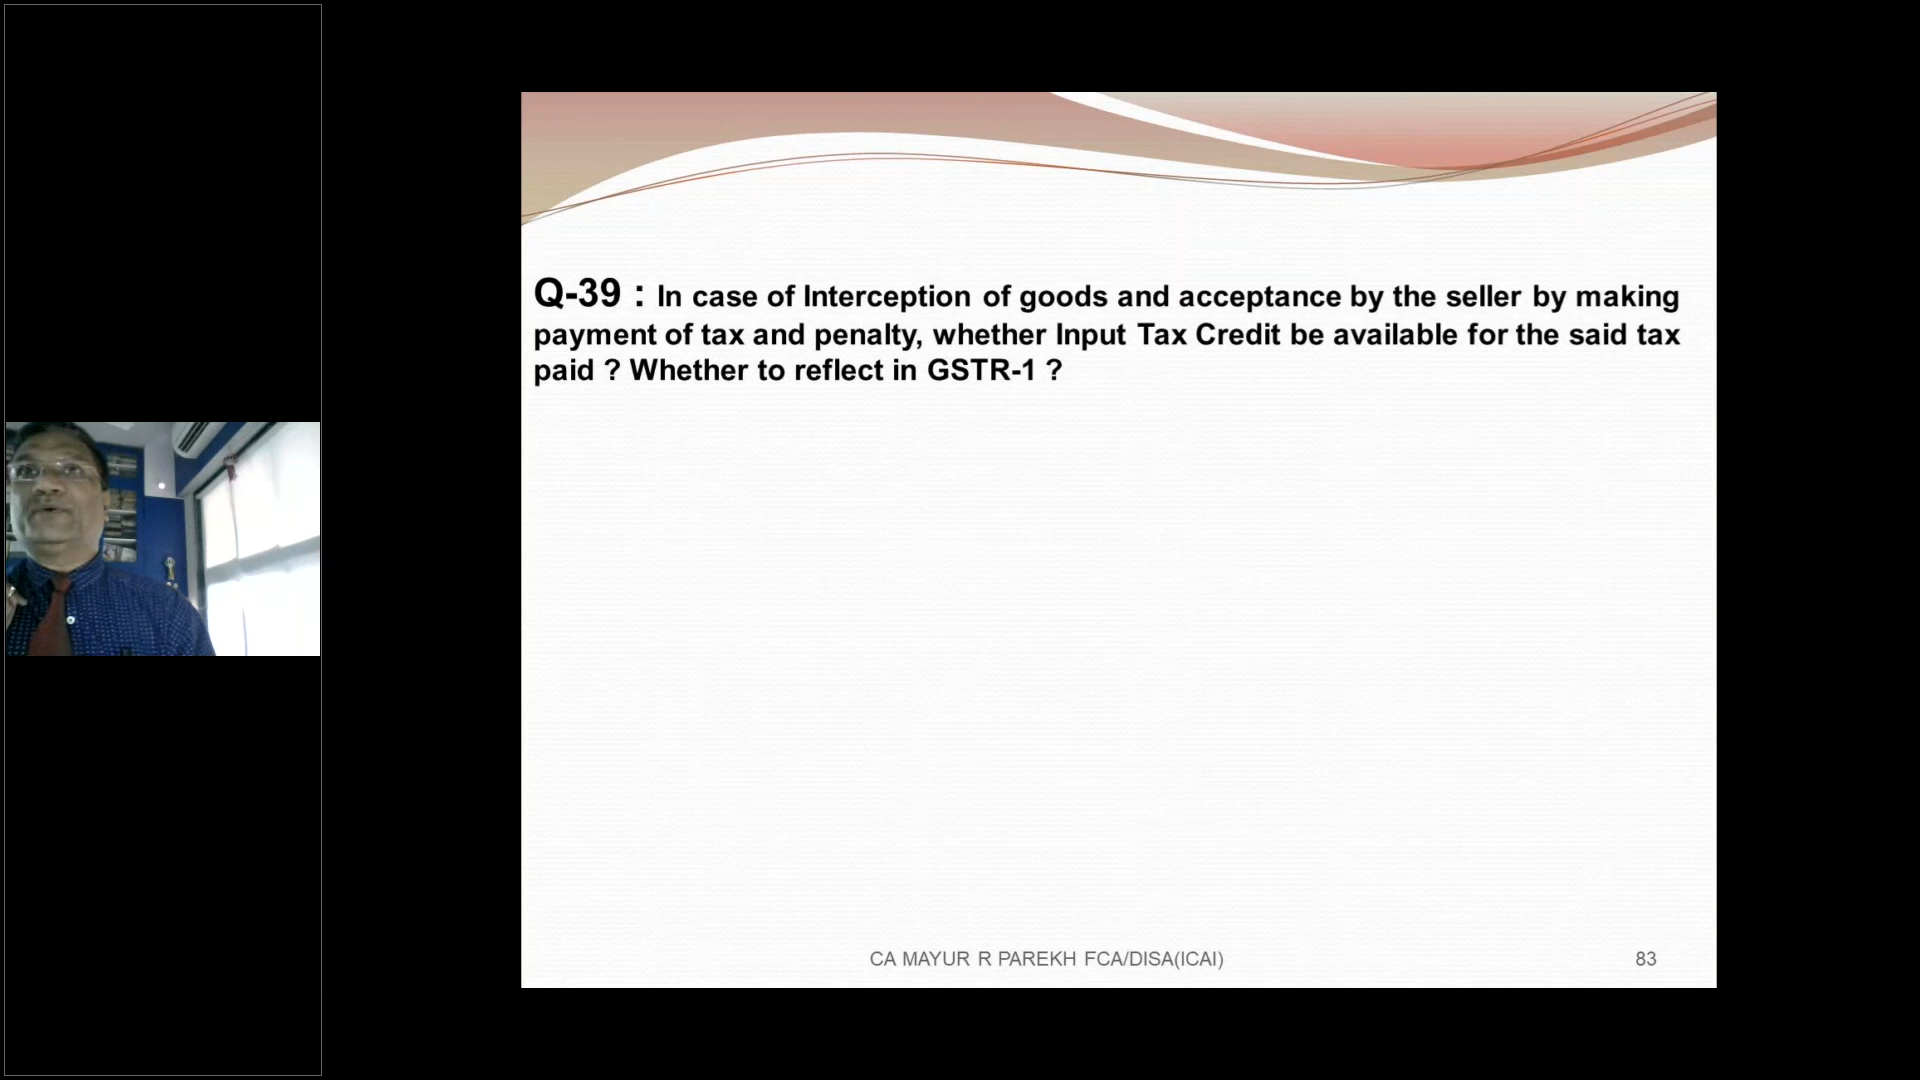 Q-39 : In case of Interception of goods and acceptance by the seller by making
payment of tax and penalty, whether Input Tax Credit be available for the said tax
paid ? Whether to reflect in GSTR-1 ?
CA MAYUR R PAREKH FCA/DISA(ICAI)
83